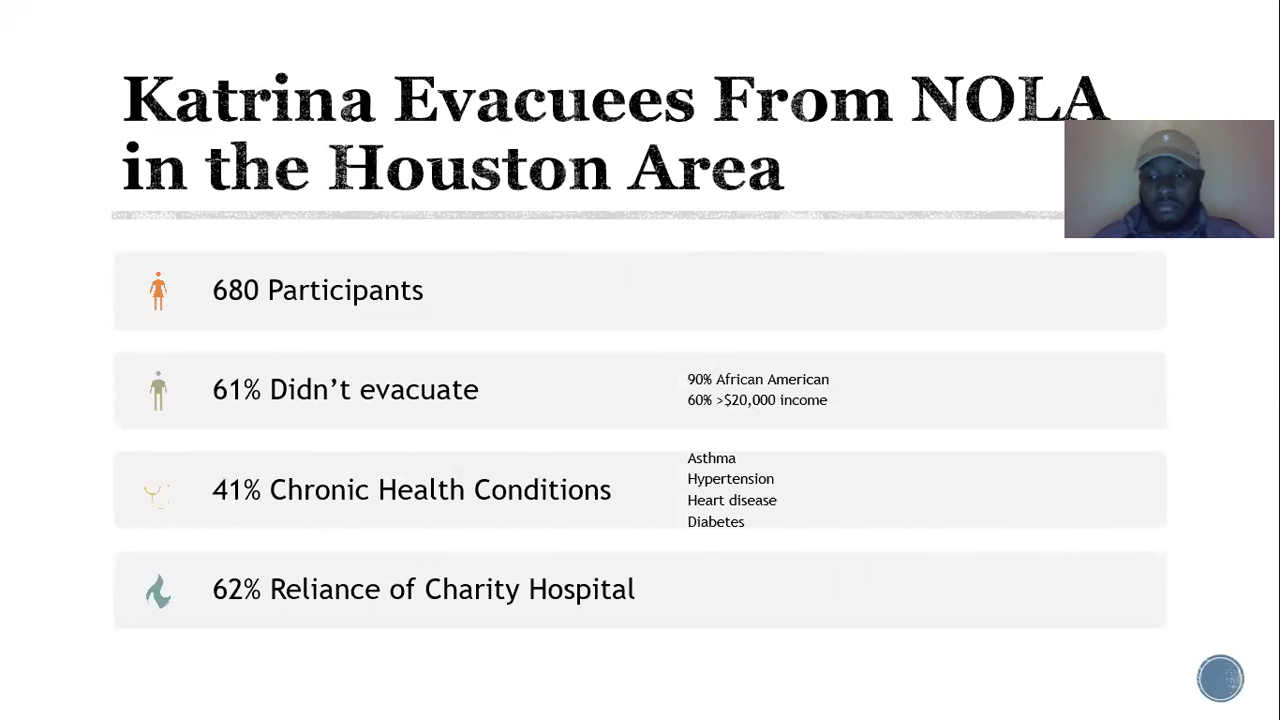 Katrina Evacuees From NOLA
in the Houston Area
680 Participants
61% Didn’t evacuate
90% African American
60% >$20,000 income
41% Chronic Health Conditions
Asthma
Hypertension
Heart disease
Diabetes
62% Reliance of Charity Hospital